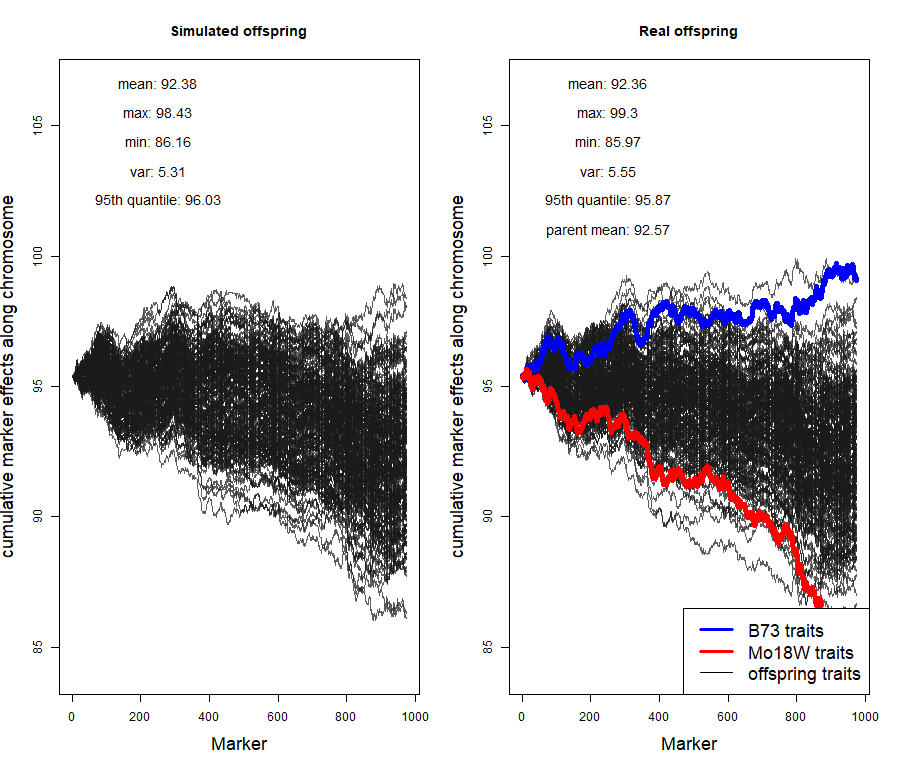 Simulated offspring
mean: 92.38
max: 98.43
min: 86.16
var: 5.31
95th quantile: 96.03
cumulative marker effects along chromosome
105
100
95
90
85
0 200 400 600 800 1000
Marker
Real offspring
mean: 92.36
max: 99.3
min: 85.97
var: 5.55
95th quantile: 95.87
parent mean: 92.57
cumulative marker effects along chromosome
105
100
95
90
85
B73 traits
Mo18W traits
offspring traits
0 200 400 600 800 1000
Marker